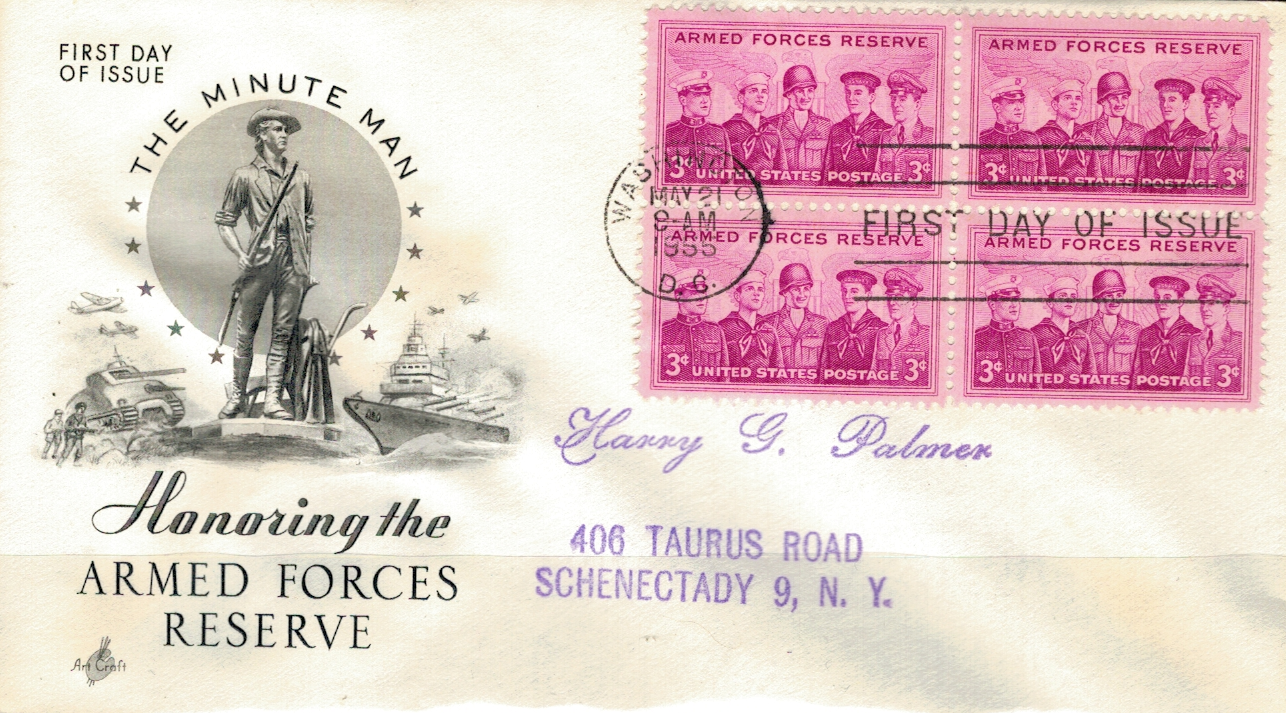 FIRST DAY
OF ISSUE
THE MINUTE MAN
Honoring the
ARMED FORCES
RESERVE
Art Craft
ARMED FORCES RESERVE
3¢ UNITED STATES POSTAGE 3¢
ARMED FORCES RESERVE
3¢ UNITED STATES POSTAGE 3¢
WASHINGTON
MAY 21
9-AM
1955
D. C.
FIRST DAY OF ISSUE
ARMED FORCES RESERVE
3¢ UNITED STATES POSTAGE 3¢
ARMED FORCES RESERVE
3¢ UNITED STATES POSTAGE 3¢
Harry G. Palmer
406 TAURUS ROAD
SCHENECTADY 9, N. Y.